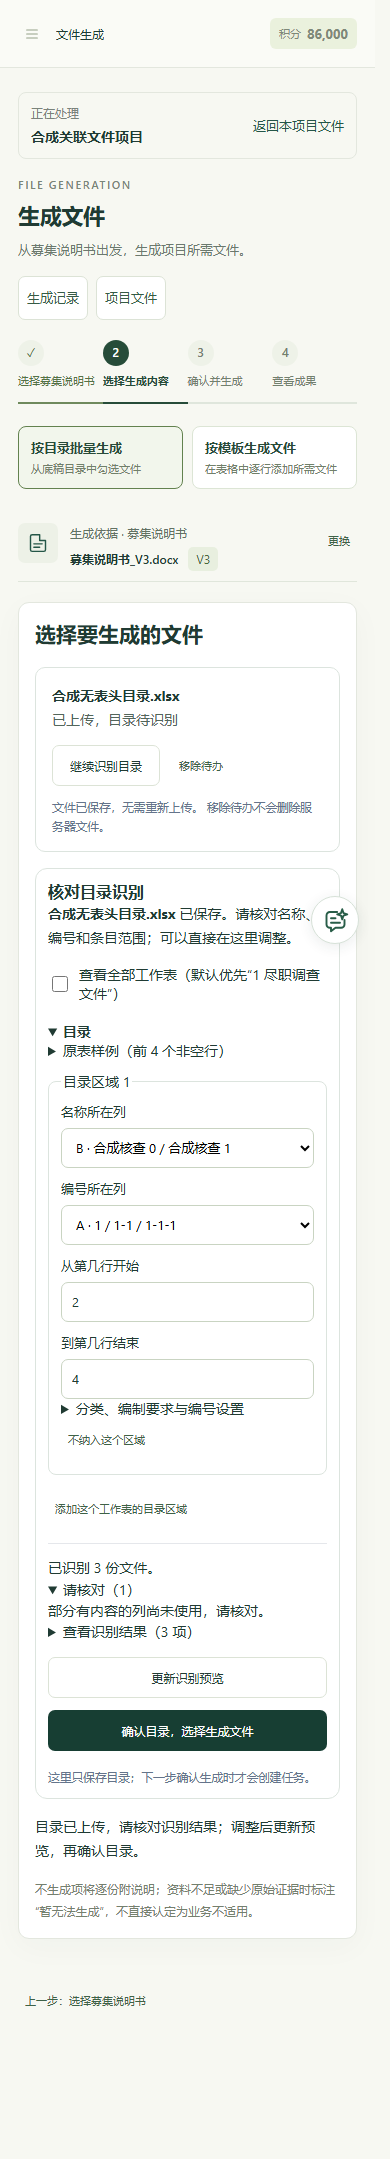 文件生成
积分 86,000
正在处理
合成关联文件项目
返回本项目文件
FILE GENERATION
生成文件
从募集说明书出发，生成项目所需文件。
生成记录
项目文件
✓
2
3
4
选择募集说明书
选择生成内容
确认并生成
查看成果
按目录批量生成
从底稿目录中勾选文件
按模板生成文件
在表格中逐行添加所需文件
生成依据 · 募集说明书
募集说明书_V3.docx
V3
更换
选择要生成的文件
合成无表头目录.xlsx
已上传，目录待识别
继续识别目录
移除待办
文件已保存，无需重新上传。 移除待办不会删除服
务器文件。
核对目录识别
合成无表头目录.xlsx 已保存。请核对名称、
编号和条目范围；可以直接在这里调整。
查看全部工作表（默认优先“1 尽职调查
文件”）
▼ 目录
▶ 原表样例（前 4 个非空行）
目录区域 1
名称所在列
B · 合成核查 0 / 合成核查 1
编号所在列
A · 1 / 1-1 / 1-1-1
从第几行开始
2
到第几行结束
4
▶ 分类、编制要求与编号设置
不纳入这个区域
添加这个工作表的目录区域
已识别 3 份文件。
▼ 请核对（1）
部分有内容的列尚未使用，请核对。
▶ 查看识别结果（3 项）
更新识别预览
确认目录，选择生成文件
这里只保存目录；下一步确认生成时才会创建任务。
目录已上传，请核对识别结果；调整后更新预
览，再确认目录。
不生成项将逐份附说明；资料不足或缺少原始证据时标注
“暂无法生成”，不直接认定为业务不适用。
上一步：选择募集说明书